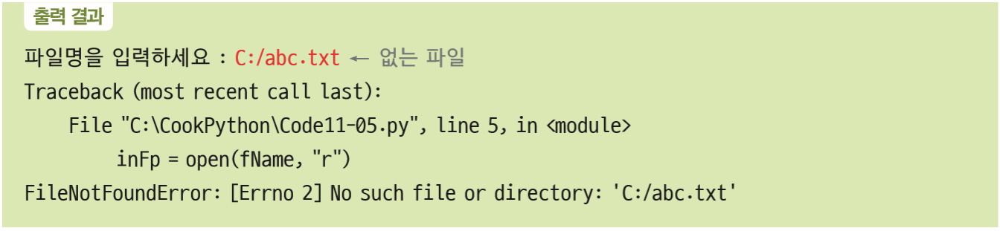 출력 결과
파일명을 입력하세요 : C:/abc.txt ← 없는 파일
Traceback (most recent call last):
File "C:\CookPython\Code11-05.py", line 5, in <module>
inFp = open(fName, "r")
FileNotFoundError: [Errno 2] No such file or directory: 'C:/abc.txt'